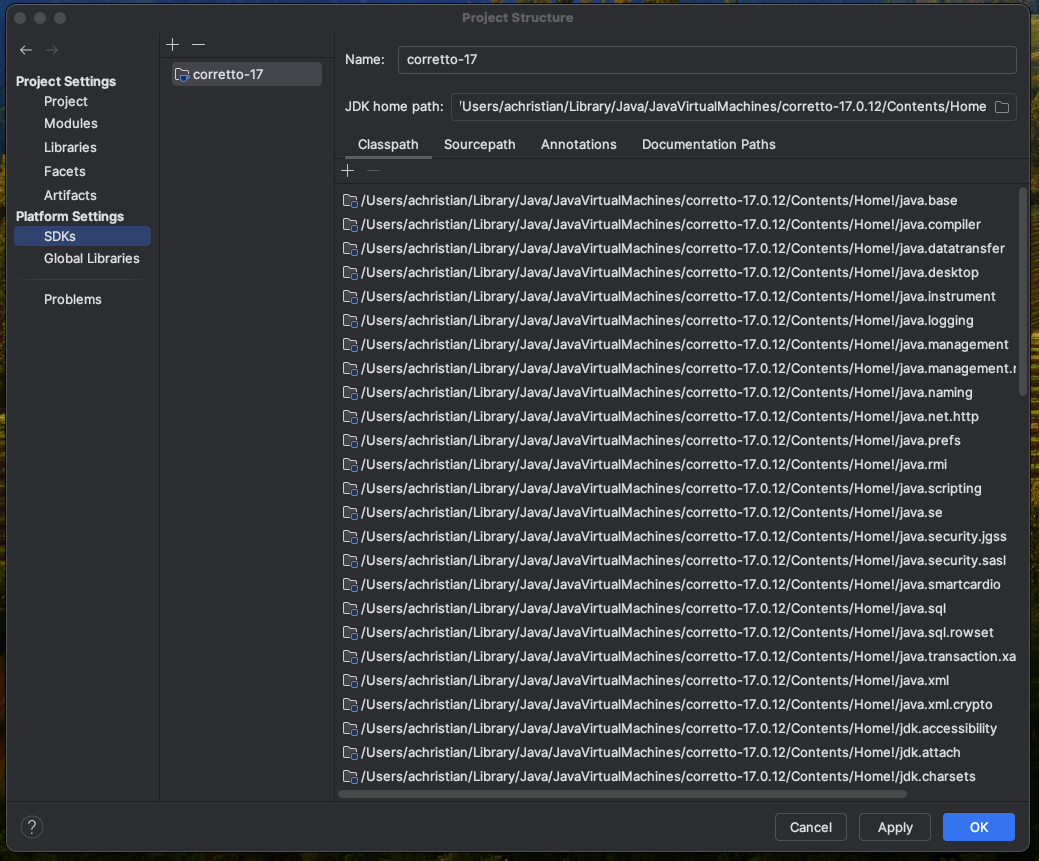 Project Structure
Project Settings
Project
Modules
Libraries
Facets
Artifacts
Platform Settings
SDKs
Global Libraries
Problems
corretto-17
Name: corretto-17
JDK home path: 'Users/achristian/Library/Java/JavaVirtualMachines/corretto-17.0.12/Contents/Home
Classpath Sourcepath Annotations Documentation Paths
/Users/achristian/Library/Java/JavaVirtualMachines/corretto-17.0.12/Contents/Home!/java.base
/Users/achristian/Library/Java/JavaVirtualMachines/corretto-17.0.12/Contents/Home!/java.compiler
/Users/achristian/Library/Java/JavaVirtualMachines/corretto-17.0.12/Contents/Home!/java.datatransfer
/Users/achristian/Library/Java/JavaVirtualMachines/corretto-17.0.12/Contents/Home!/java.desktop
/Users/achristian/Library/Java/JavaVirtualMachines/corretto-17.0.12/Contents/Home!/java.instrument
/Users/achristian/Library/Java/JavaVirtualMachines/corretto-17.0.12/Contents/Home!/java.logging
/Users/achristian/Library/Java/JavaVirtualMachines/corretto-17.0.12/Contents/Home!/java.management
/Users/achristian/Library/Java/JavaVirtualMachines/corretto-17.0.12/Contents/Home!/java.management.r
/Users/achristian/Library/Java/JavaVirtualMachines/corretto-17.0.12/Contents/Home!/java.naming
/Users/achristian/Library/Java/JavaVirtualMachines/corretto-17.0.12/Contents/Home!/java.net.http
/Users/achristian/Library/Java/JavaVirtualMachines/corretto-17.0.12/Contents/Home!/java.prefs
/Users/achristian/Library/Java/JavaVirtualMachines/corretto-17.0.12/Contents/Home!/java.rmi
/Users/achristian/Library/Java/JavaVirtualMachines/corretto-17.0.12/Contents/Home!/java.scripting
/Users/achristian/Library/Java/JavaVirtualMachines/corretto-17.0.12/Contents/Home!/java.se
/Users/achristian/Library/Java/JavaVirtualMachines/corretto-17.0.12/Contents/Home!/java.security.jgss
/Users/achristian/Library/Java/JavaVirtualMachines/corretto-17.0.12/Contents/Home!/java.security.sasl
/Users/achristian/Library/Java/JavaVirtualMachines/corretto-17.0.12/Contents/Home!/java.smartcardio
/Users/achristian/Library/Java/JavaVirtualMachines/corretto-17.0.12/Contents/Home!/java.sql
/Users/achristian/Library/Java/JavaVirtualMachines/corretto-17.0.12/Contents/Home!/java.sql.rowset
/Users/achristian/Library/Java/JavaVirtualMachines/corretto-17.0.12/Contents/Home!/java.transaction.xa
/Users/achristian/Library/Java/JavaVirtualMachines/corretto-17.0.12/Contents/Home!/java.xml
/Users/achristian/Library/Java/JavaVirtualMachines/corretto-17.0.12/Contents/Home!/java.xml.crypto
/Users/achristian/Library/Java/JavaVirtualMachines/corretto-17.0.12/Contents/Home!/jdk.accessibility
/Users/achristian/Library/Java/JavaVirtualMachines/corretto-17.0.12/Contents/Home!/jdk.attach
/Users/achristian/Library/Java/JavaVirtualMachines/corretto-17.0.12/Contents/Home!/jdk.charsets
? Cancel Apply OK